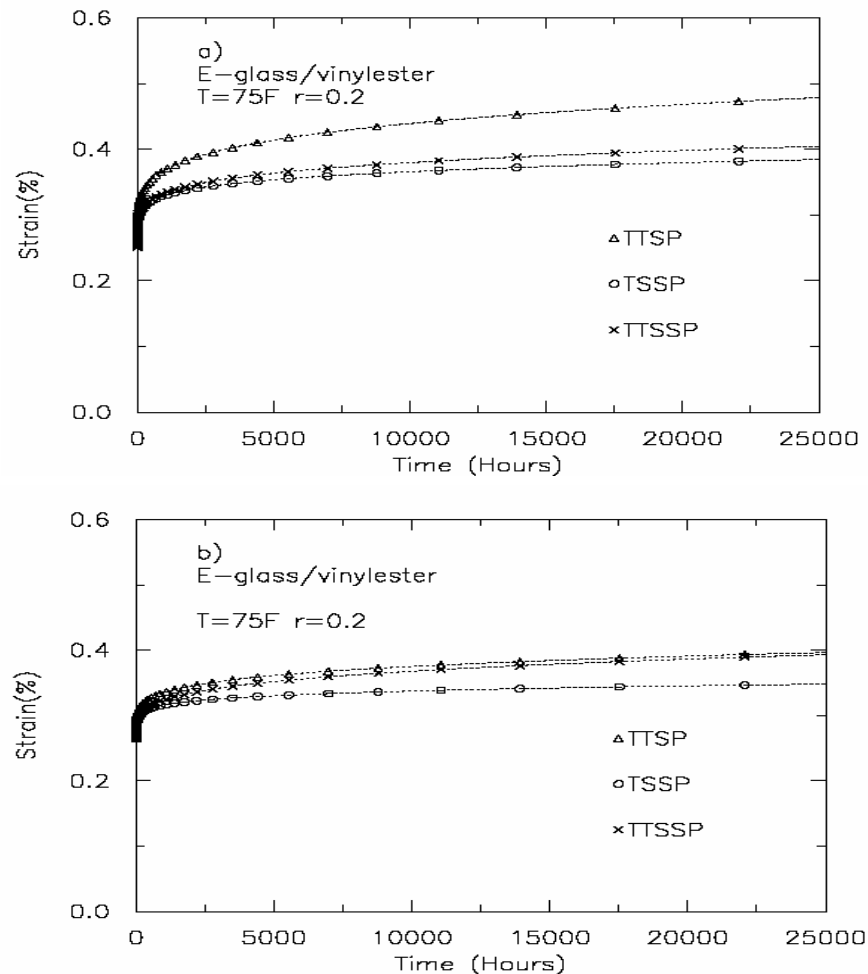 0.6
a)
E-glass/vinylester
T=75F r=0.2
0.4
Strain(%)
TTSP
0.2
TSSP
TTSSP
0.0
0 5000 10000 15000 20000 25000
Time (Hours)
0.6
b)
E-glass/vinylester
T=75F r=0.2
0.4
Strain(%)
TTSP
0.2
TSSP
TTSSP
0.0
0 5000 10000 15000 20000 25000
Time (Hours)